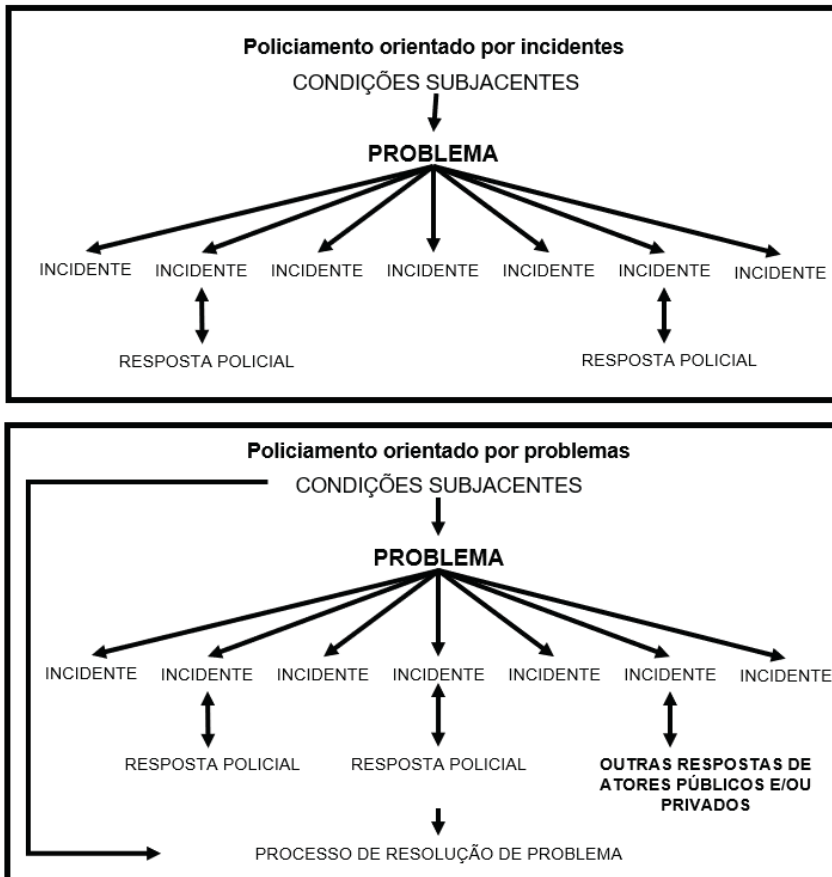 Policiamento orientado por incidentes
CONDIÇÕES SUBJACENTES
PROBLEMA
INCIDENTE INCIDENTE INCIDENTE INCIDENTE INCIDENTE INCIDENTE INCIDENTE
RESPOSTA POLICIAL RESPOSTA POLICIAL
Policiamento orientado por problemas
CONDIÇÕES SUBJACENTES
PROBLEMA
INCIDENTE INCIDENTE INCIDENTE INCIDENTE INCIDENTE INCIDENTE INCIDENTE
RESPOSTA POLICIAL RESPOSTA POLICIAL OUTRAS RESPOSTAS DE
ATORES PÚBLICOS E/OU
PRIVADOS
PROCESSO DE RESOLUÇÃO DE PROBLEMA